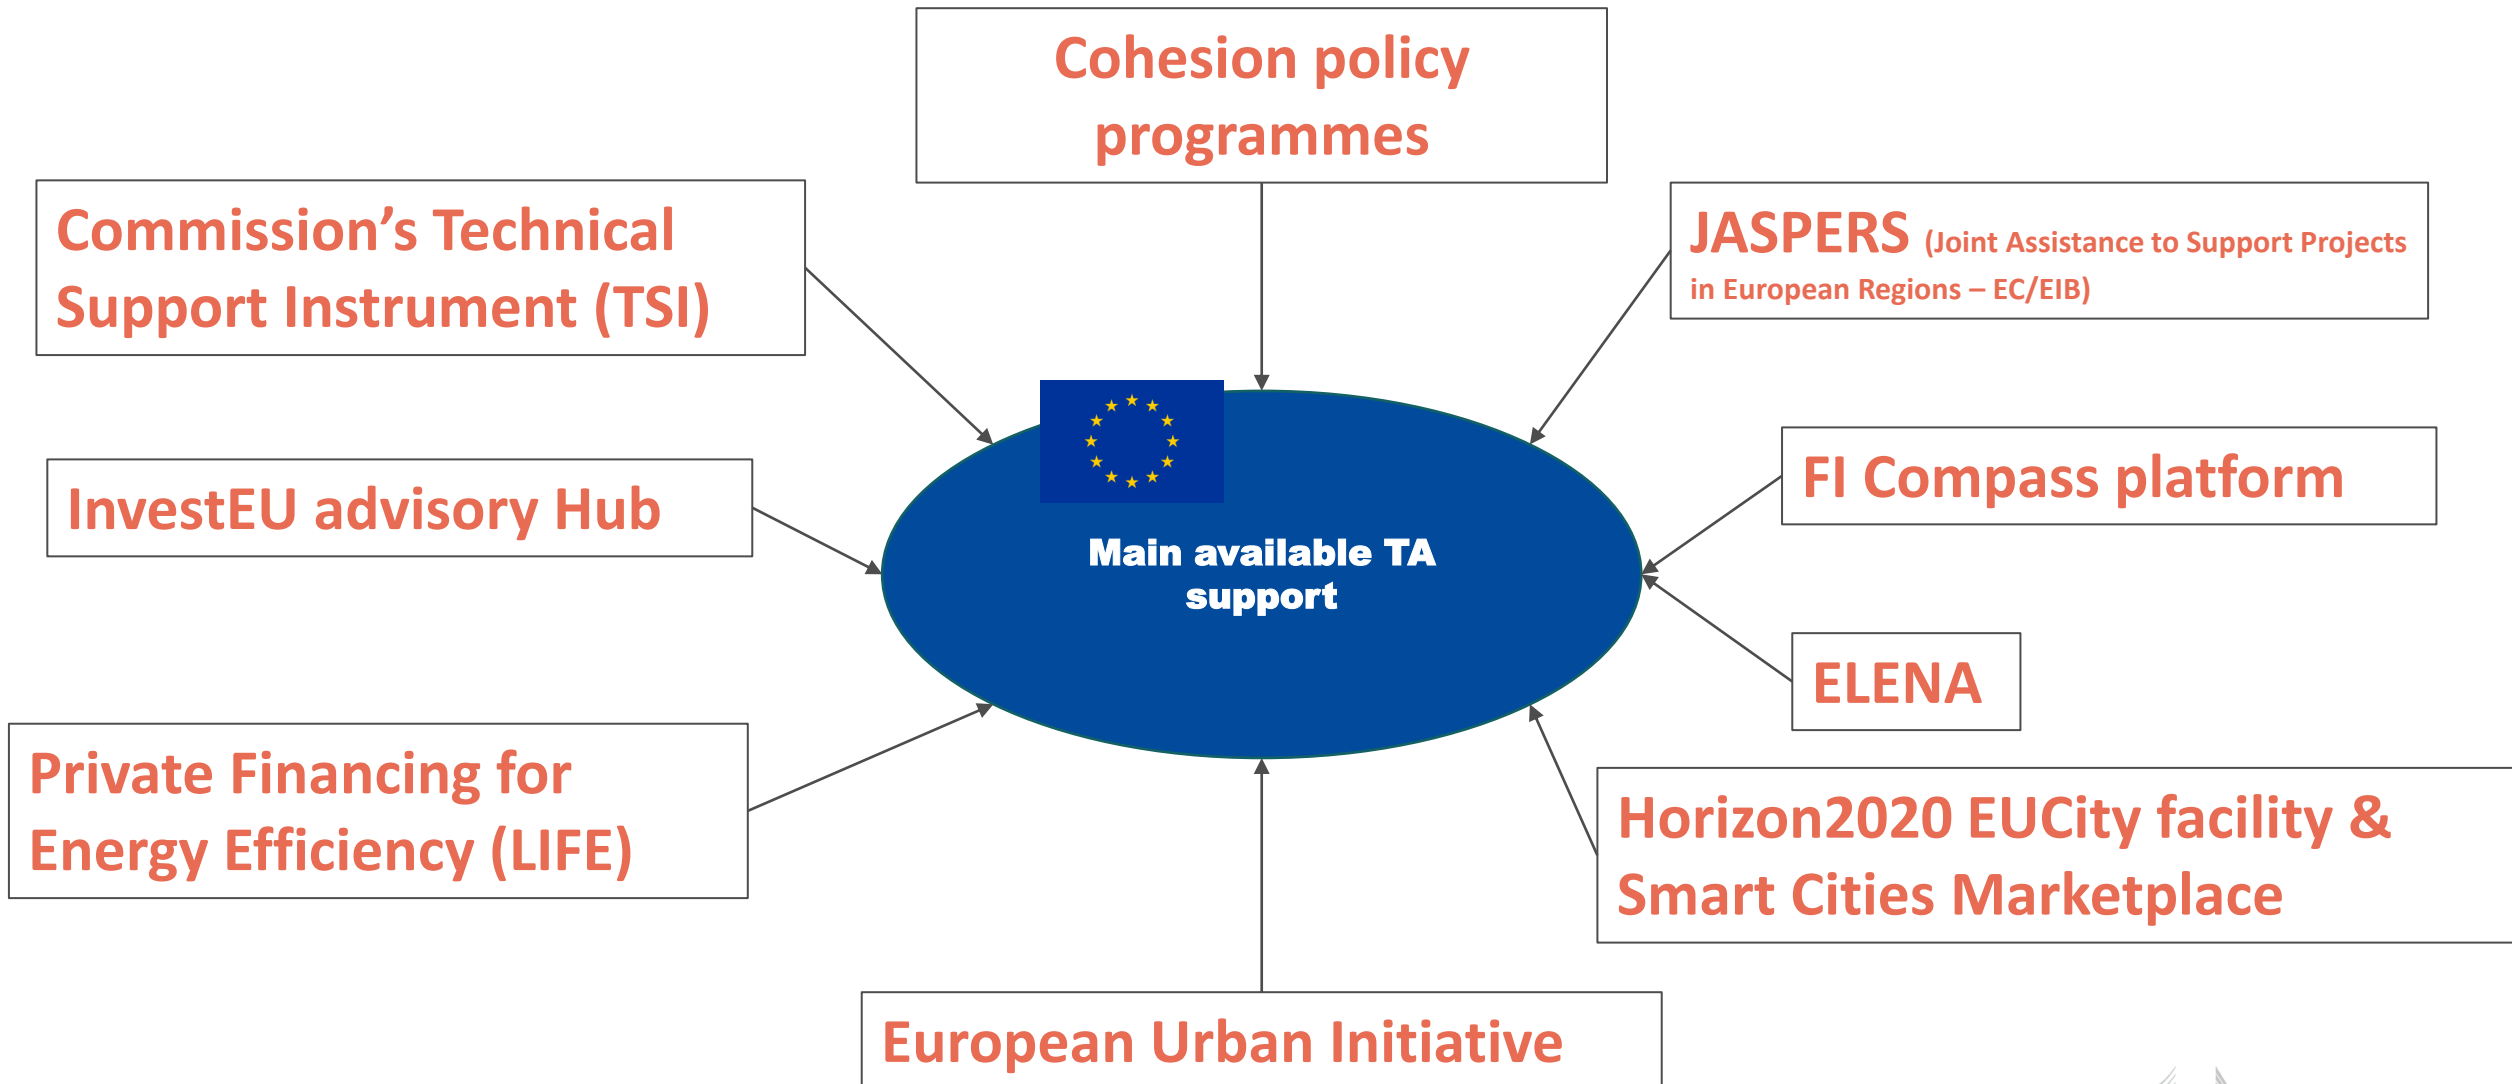 Cohesion policy
programmes
Commission’s Technical
Support Instrument (TSI)
JASPERS (Joint Assistance to Support Projects
in European Regions – EC/EIB)
InvestEU advisory Hub
FI Compass platform
Main available TA
support
ELENA
Private Financing for
Energy Efficiency (LIFE)
Horizon2020 EUCity facility &
Smart Cities Marketplace
European Urban Initiative